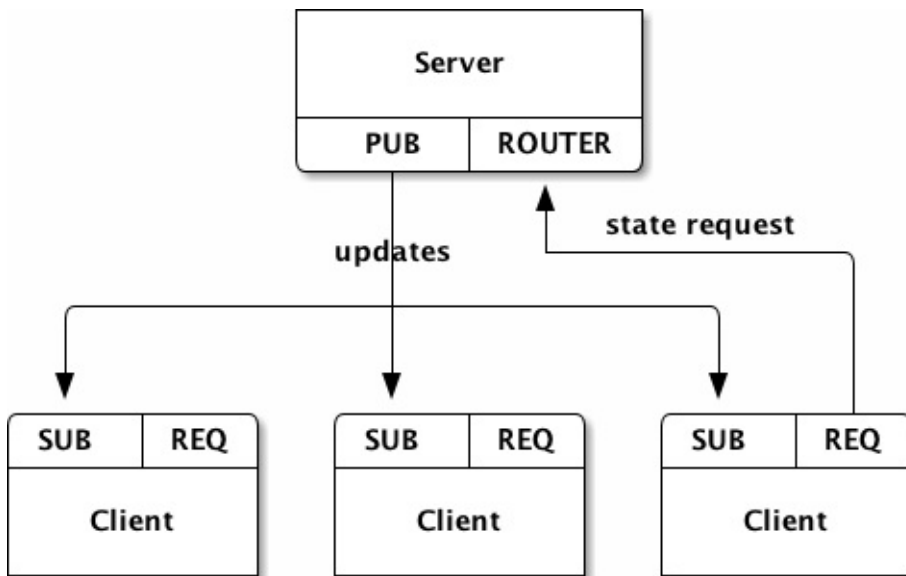 Server
PUB ROUTER
state request
updates
SUB REQ SUB REQ SUB REQ
Client Client Client